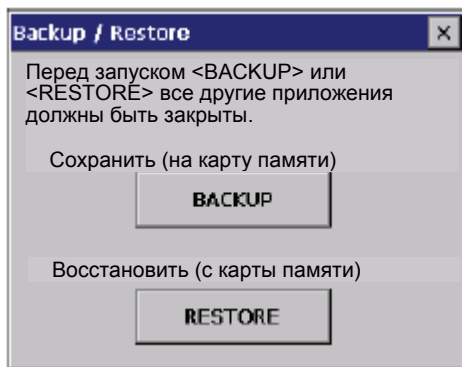 Backup / Restore
Перед запуском <BACKUP> или
<RESTORE> все другие приложения
должны быть закрыты.
Сохранить (на карту памяти)
BACKUP
Восстановить (с карты памяти)
RESTORE